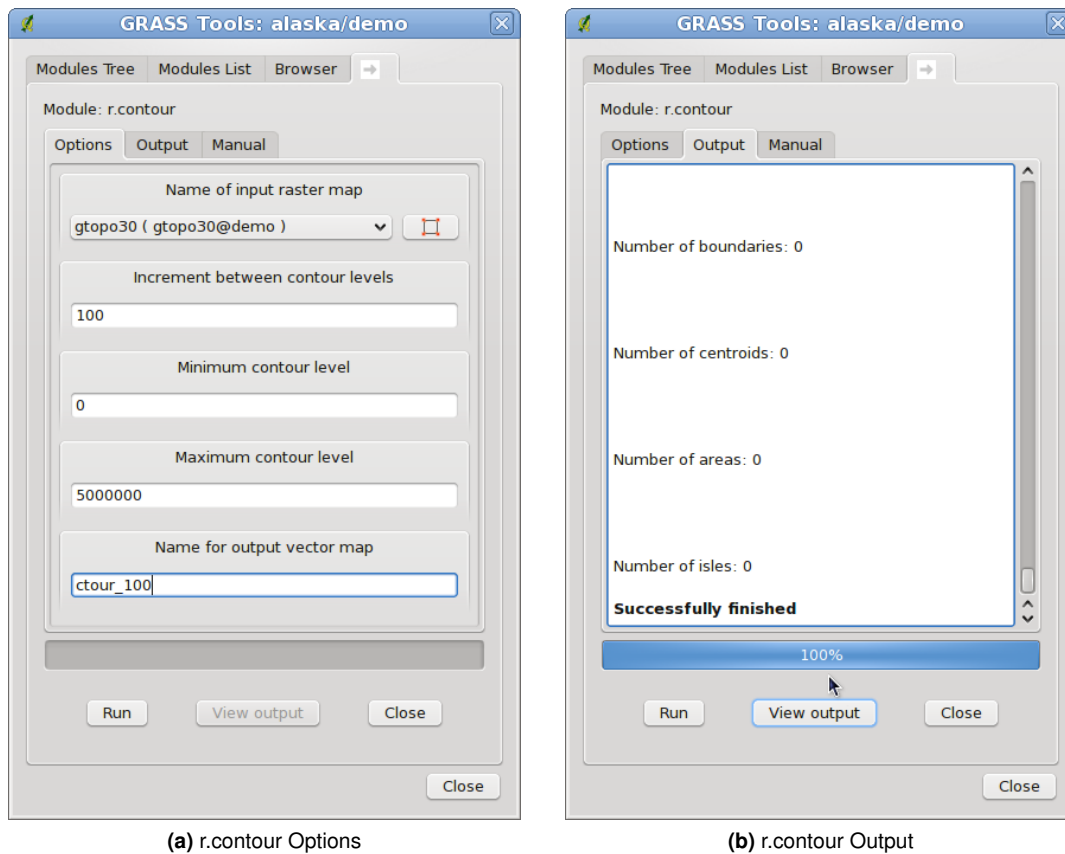 GRASS Tools: alaska/demo
Modules Tree Modules List Browser
Module: r.contour
Options Output Manual
Name of input raster map
gtopo30 ( gtopo30@demo )
Increment between contour levels
100
Minimum contour level
0
Maximum contour level
5000000
Name for output vector map
ctour_100
Run View output Close
Close
(a) r.contour Options
GRASS Tools: alaska/demo
Modules Tree Modules List Browser
Module: r.contour
Options Output Manual
Number of boundaries: 0
Number of centroids: 0
Number of areas: 0
Number of isles: 0
Successfully finished
100%
Run View output Close
Close
(b) r.contour Output